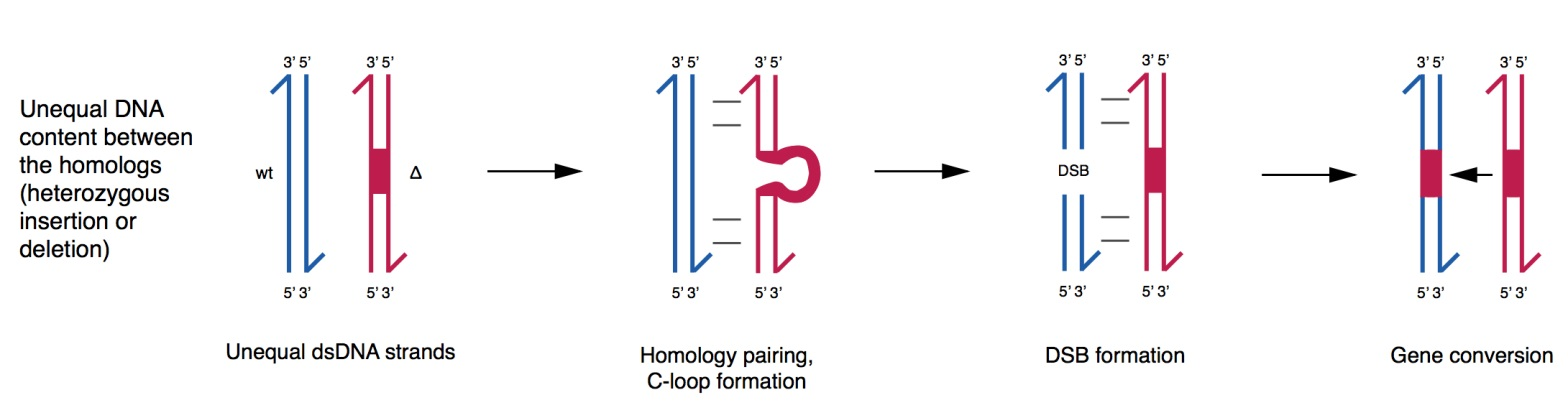 Unequal DNA
content between
the homologs
(heterozygous
insertion or
deletion)
3' 5'
3' 5'
wt
Δ
5' 3'
5' 3'
Unequal dsDNA strands
3' 5'
3' 5'
5' 3'
5' 3'
Homology pairing,
C-loop formation
3' 5'
3' 5'
DSB
5' 3'
5' 3'
DSB formation
3' 5'
3' 5'
5' 3'
5' 3'
Gene conversion